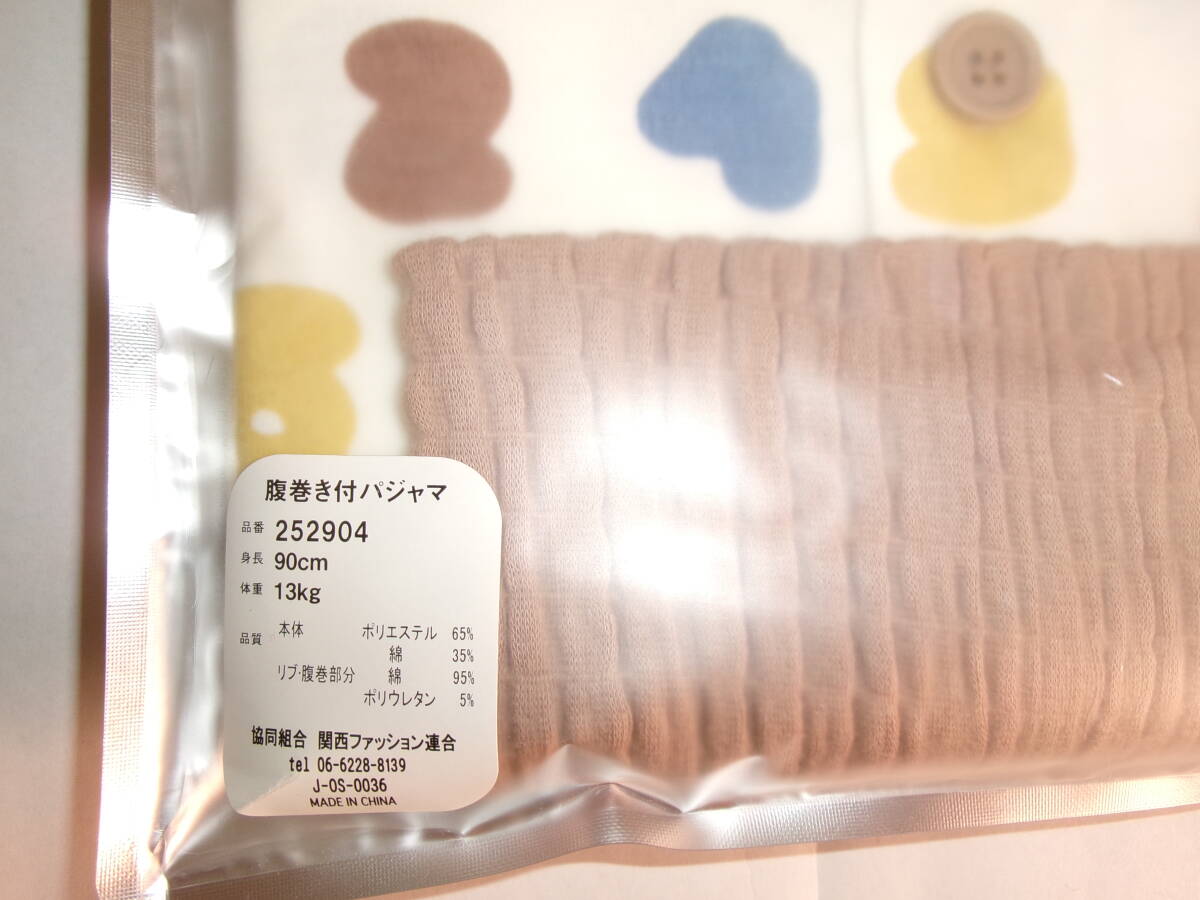 腹巻き付パジャマ
品番 252904
身長 90cm
体重 13kg
品質 本体 ポリエステル 65%
綿 35%
リブ・腹巻部分 綿 95%
ポリウレタン 5%
協同組合 関西ファッション連合
tel 06-6228-8139
J-OS-0036
MADE IN CHINA